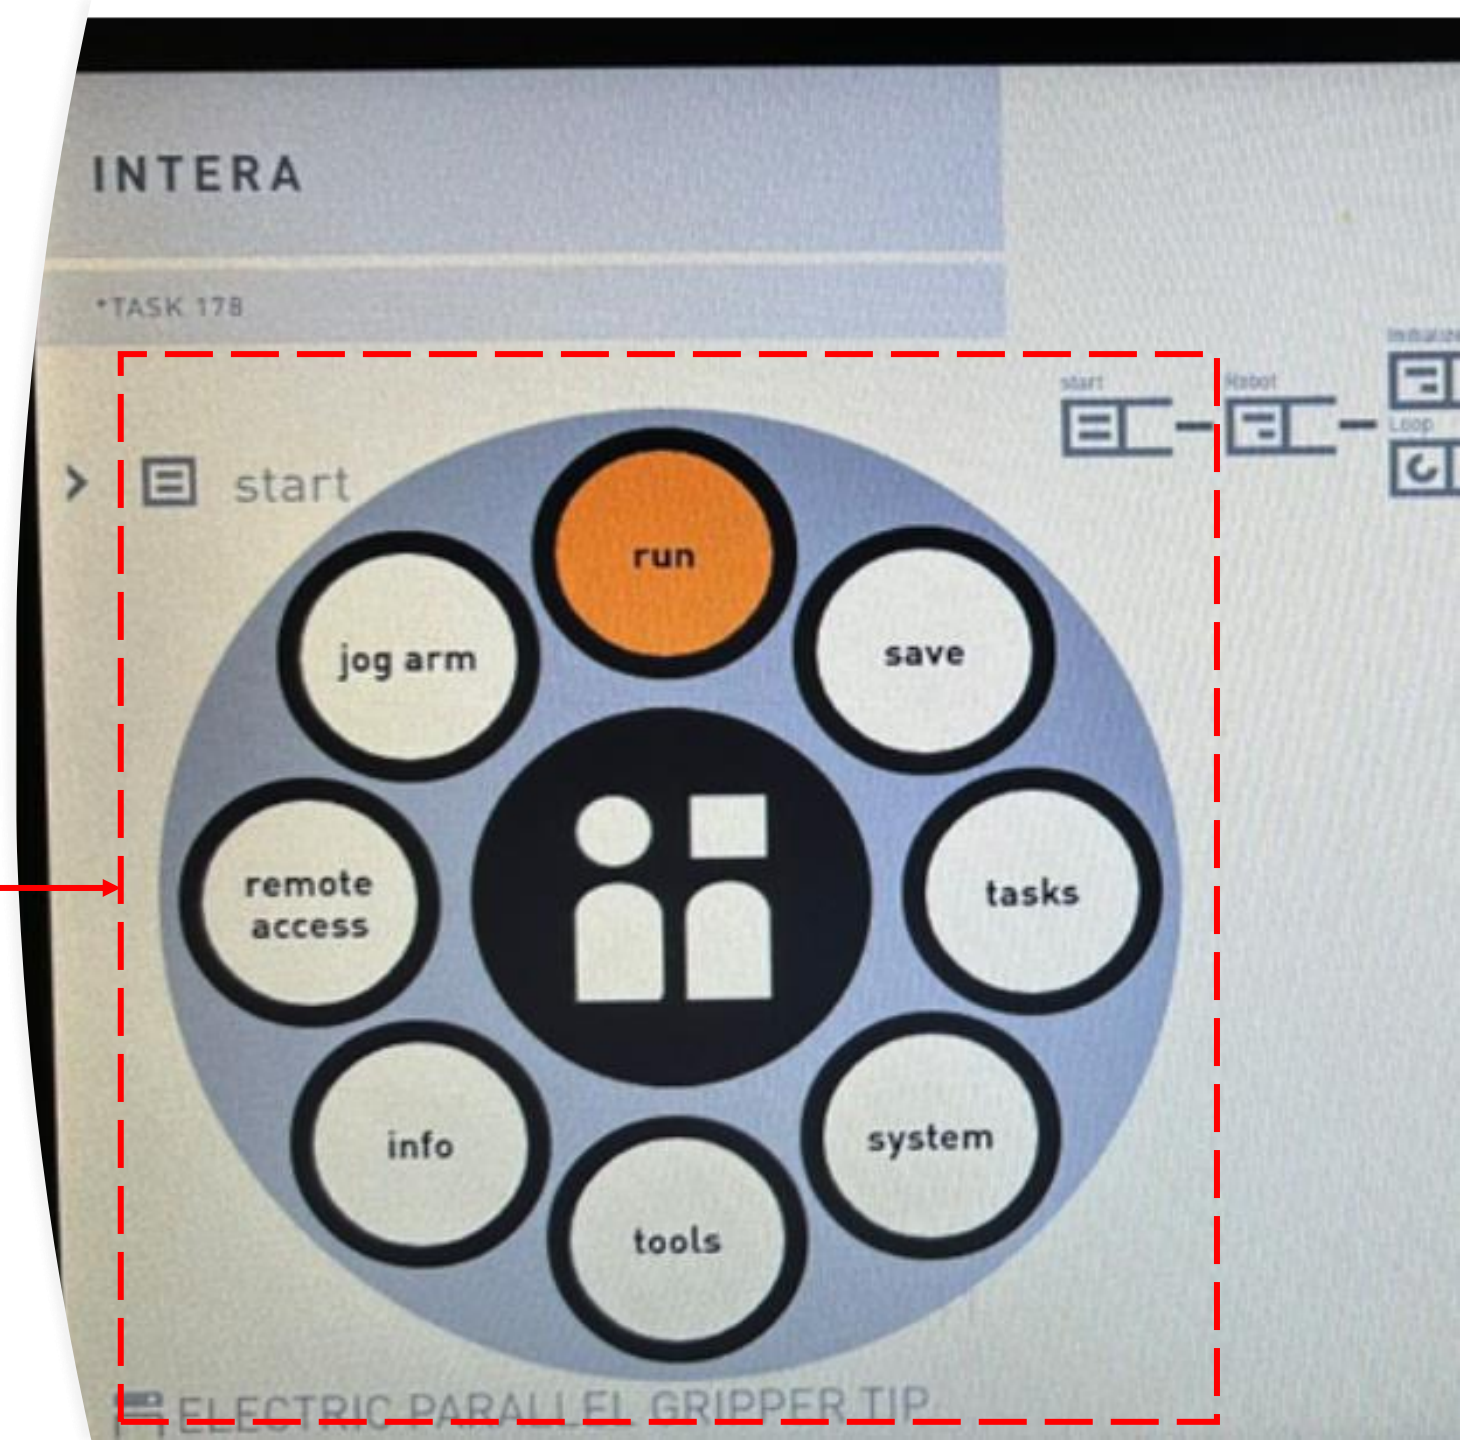 INTERA
*TASK 178
start
start
Robot
Loop
run
jog arm
save
remote
access
tasks
info
system
tools
ELECTRIC PARALLEL GRIPPER TIP